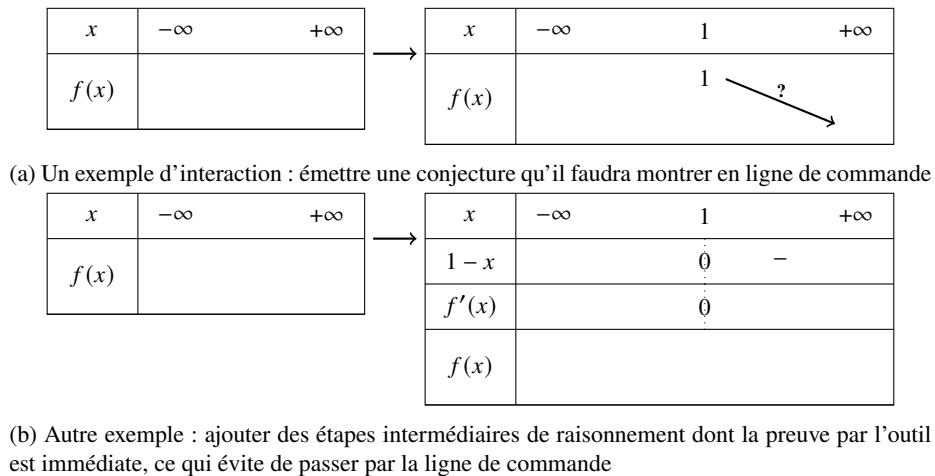 x −∞ +∞ x −∞ 1 +∞
f(x) f(x) 1 ?
(a) Un exemple d'interaction : émettre une conjecture qu'il faudra montrer en ligne de commande
x −∞ +∞ x −∞ 1 +∞
f(x) 1 − x 0 −
f′(x) 0
f(x)
(b) Autre exemple : ajouter des étapes intermédiaires de raisonnement dont la preuve par l'outil
est immédiate, ce qui évite de passer par la ligne de commande